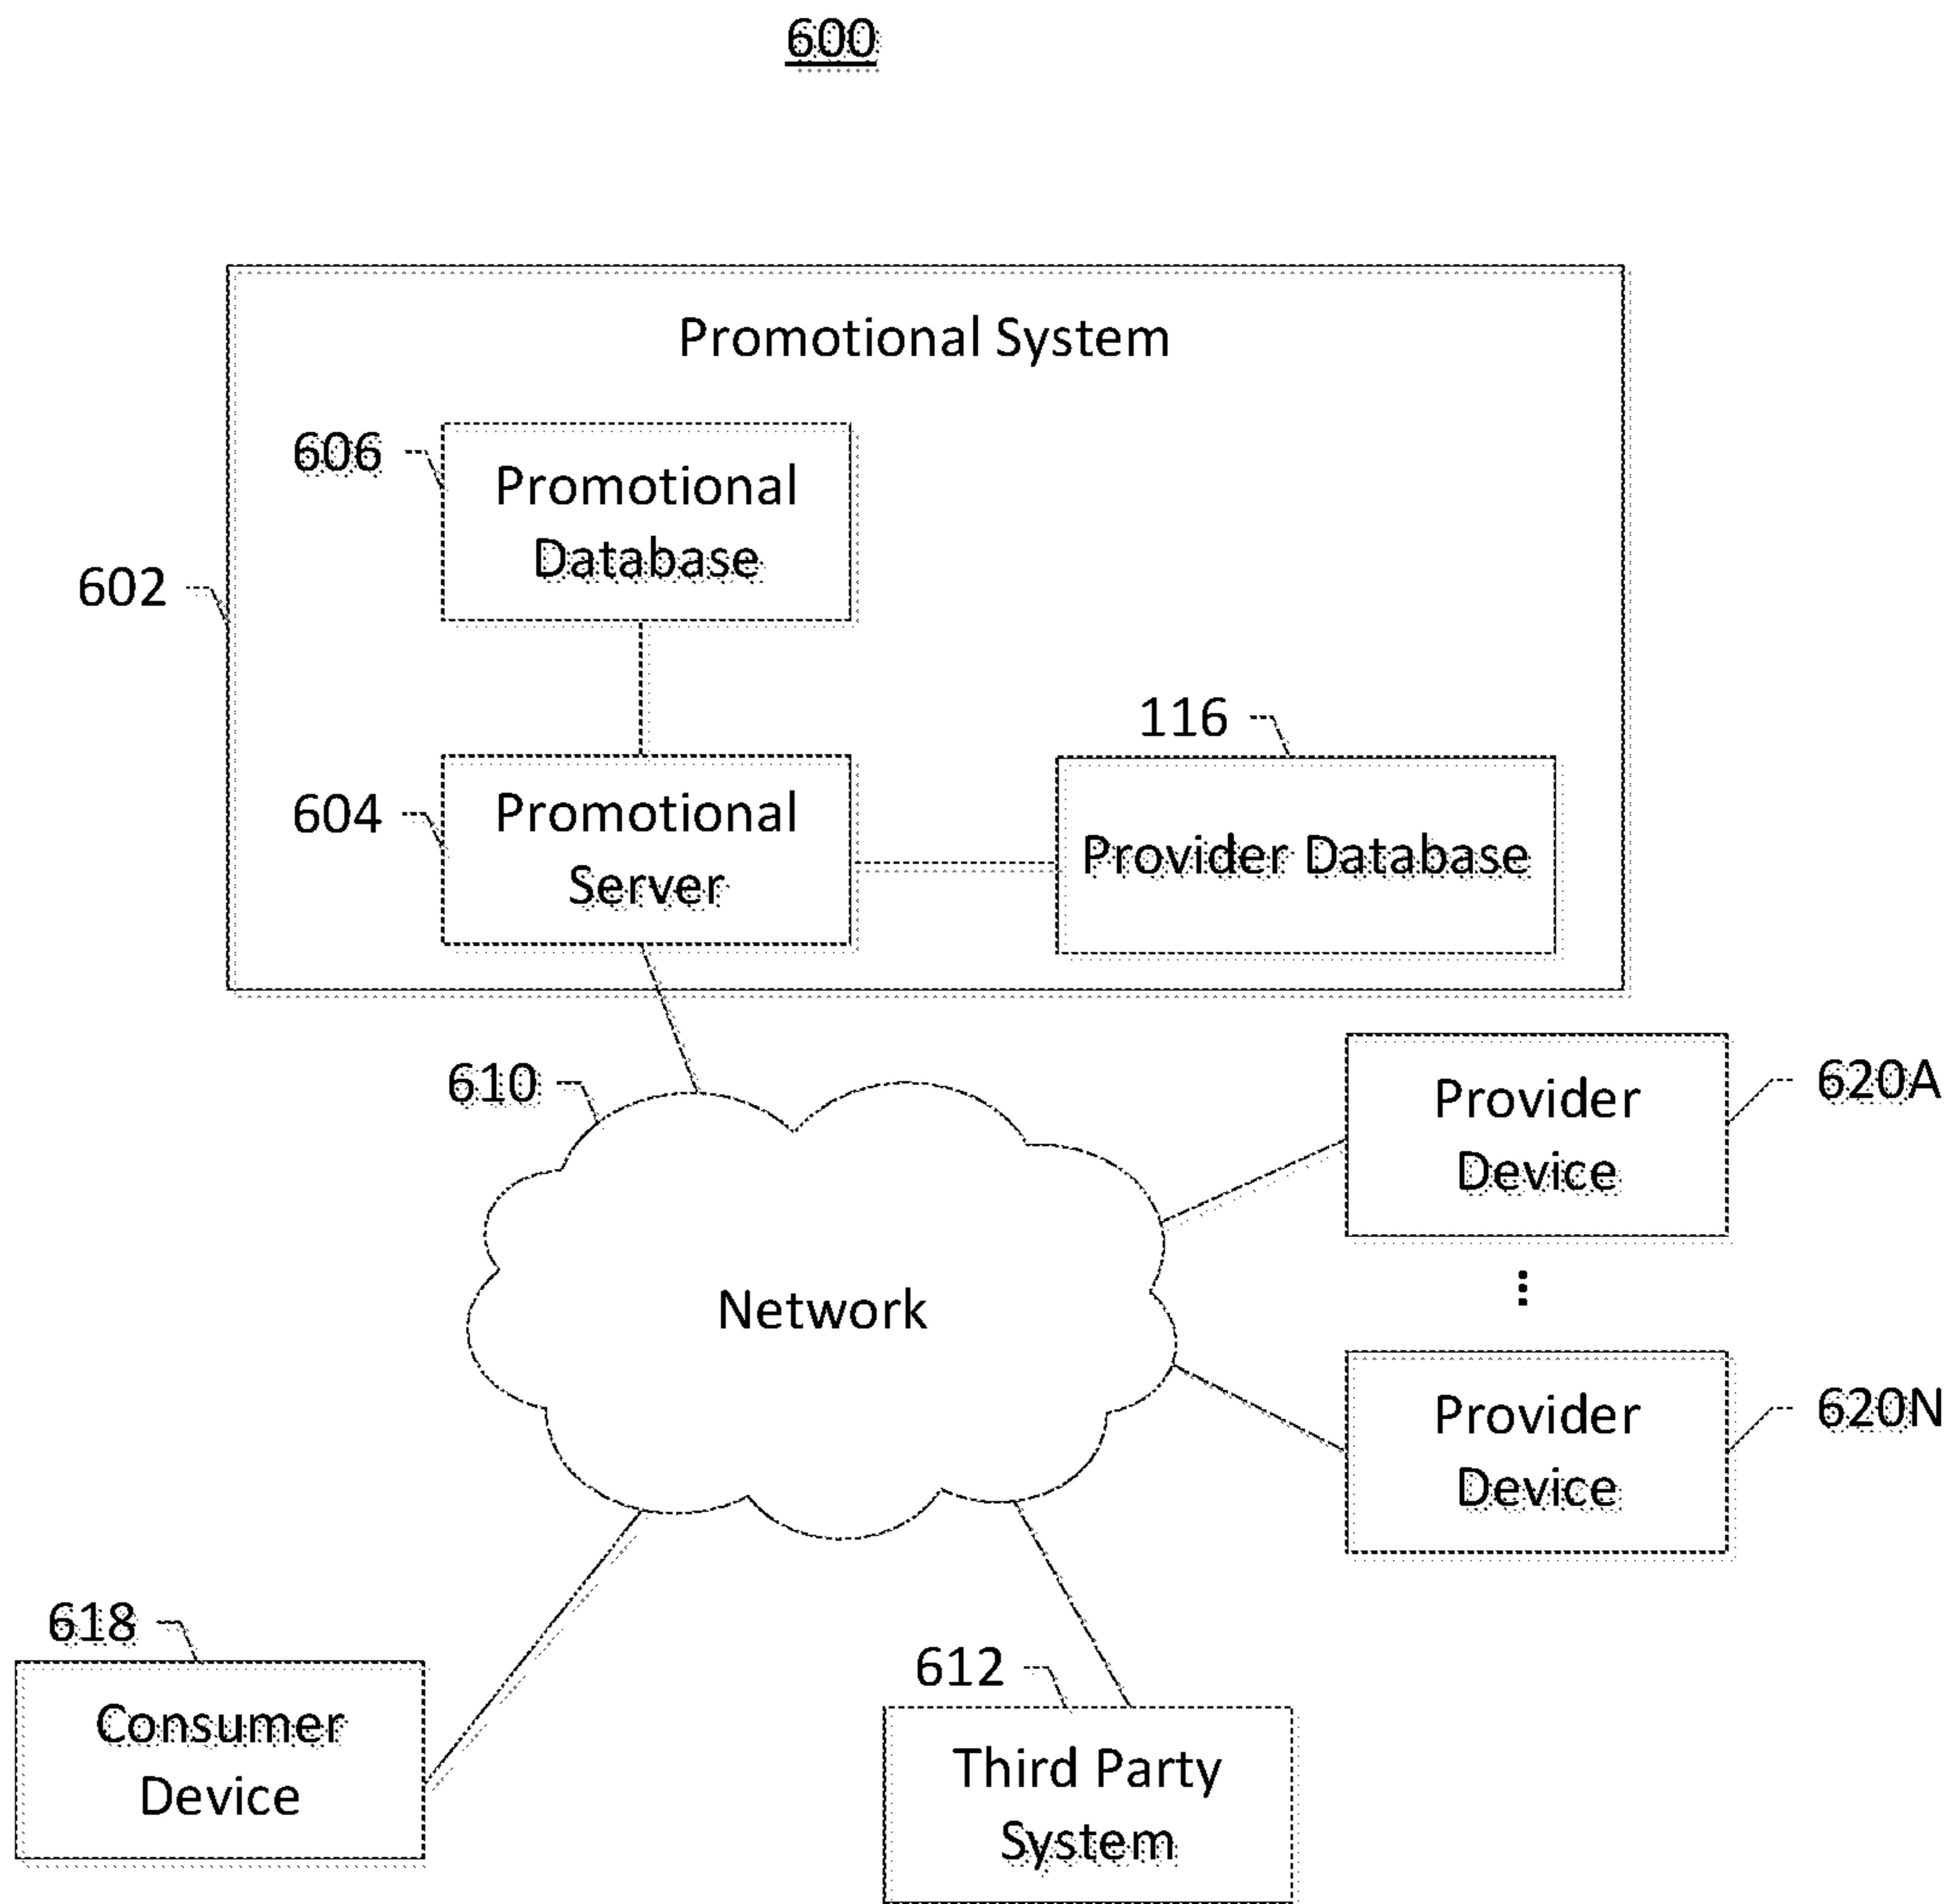 600
Promotional System
606
Promotional
Database
602
116
604
Promotional
Server
Provider Database
610
Provider
Device
620A
⋮
Network
Provider
Device
620N
618
Consumer
Device
612
Third Party
System